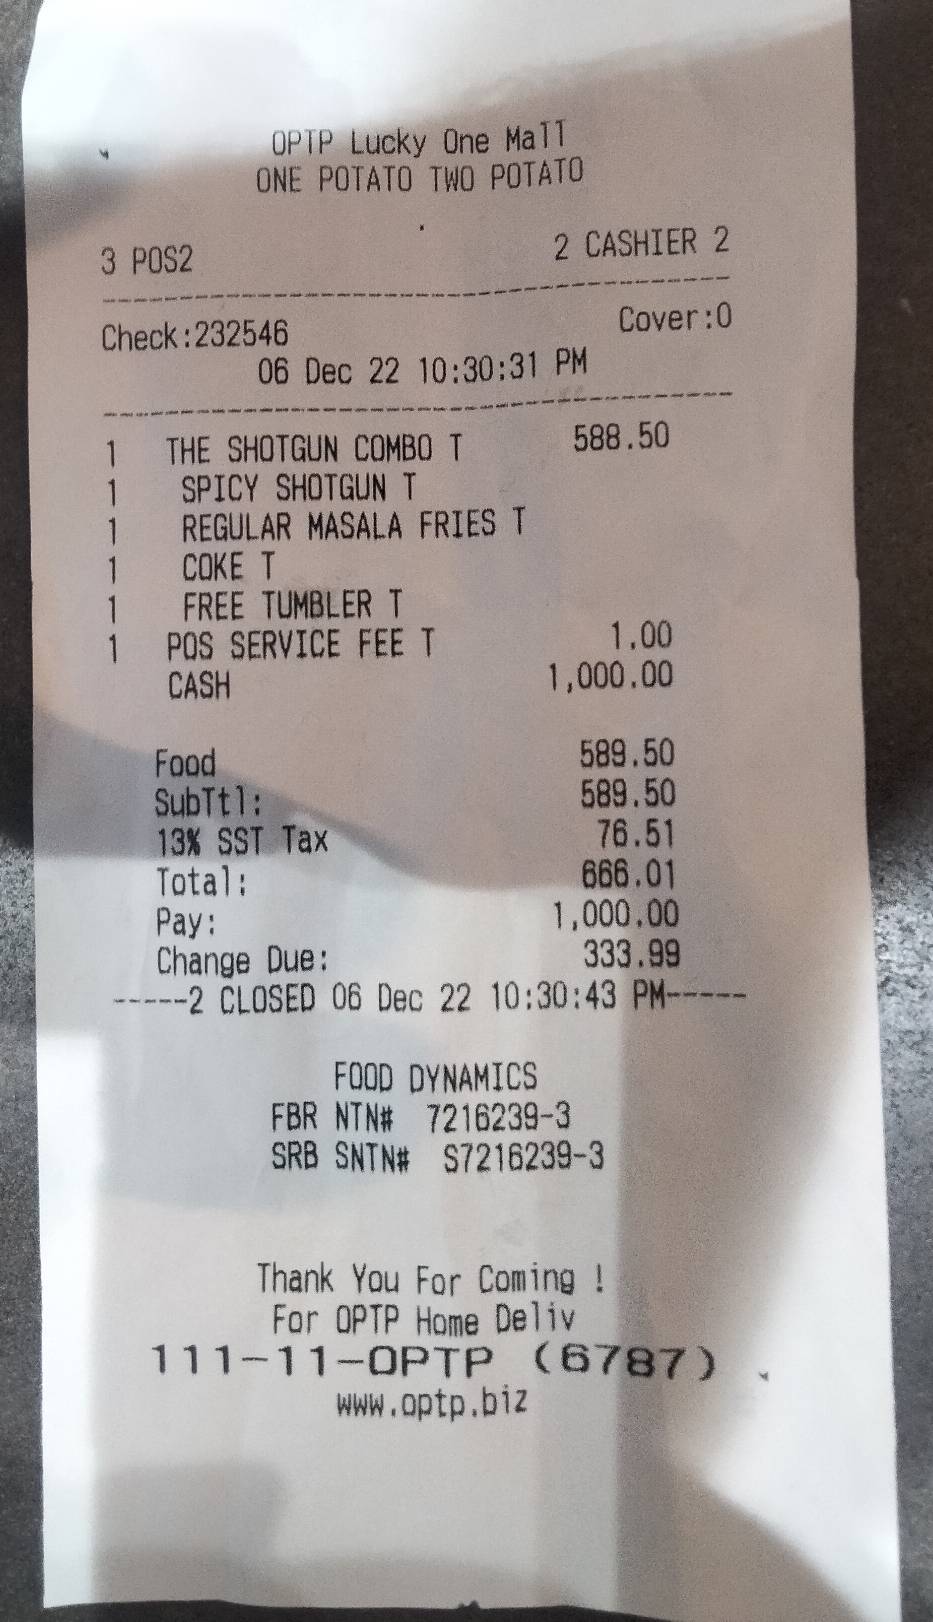 OPTP Lucky One Mall
ONE POTATO TWO POTATO
3 POS2 2 CASHIER 2
Check:232546 Cover:0
06 Dec 22 10:30:31 PM
1 THE SHOTGUN COMBO T 588.50
1 SPICY SHOTGUN T
1 REGULAR MASALA FRIES T
1 COKE T
1 FREE TUMBLER T
1 POS SERVICE FEE T 1.00
CASH 1,000.00
Food 589.50
SubTtl: 589.50
13% SST Tax 76.51
Total: 666.01
Pay: 1,000.00
Change Due: 333.99
-----2 CLOSED 06 Dec 22 10:30:43 PM-----
FOOD DYNAMICS
FBR NTN# 7216239-3
SRB SNTN# S7216239-3
Thank You For Coming !
For OPTP Home Deliv
111-11-OPTP (6787)
www.optp.biz